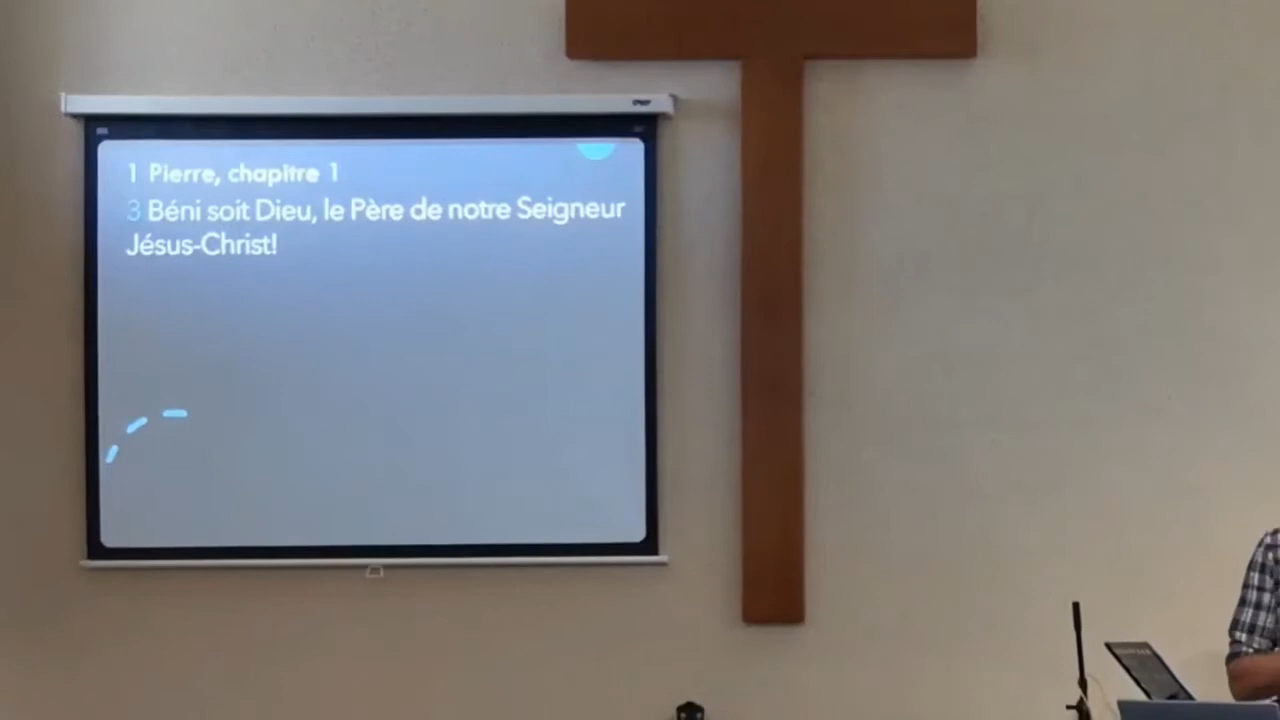 1 Pierre, chapitre 1
3 Béni soit Dieu, le Père de notre Seigneur
Jésus-Christ!